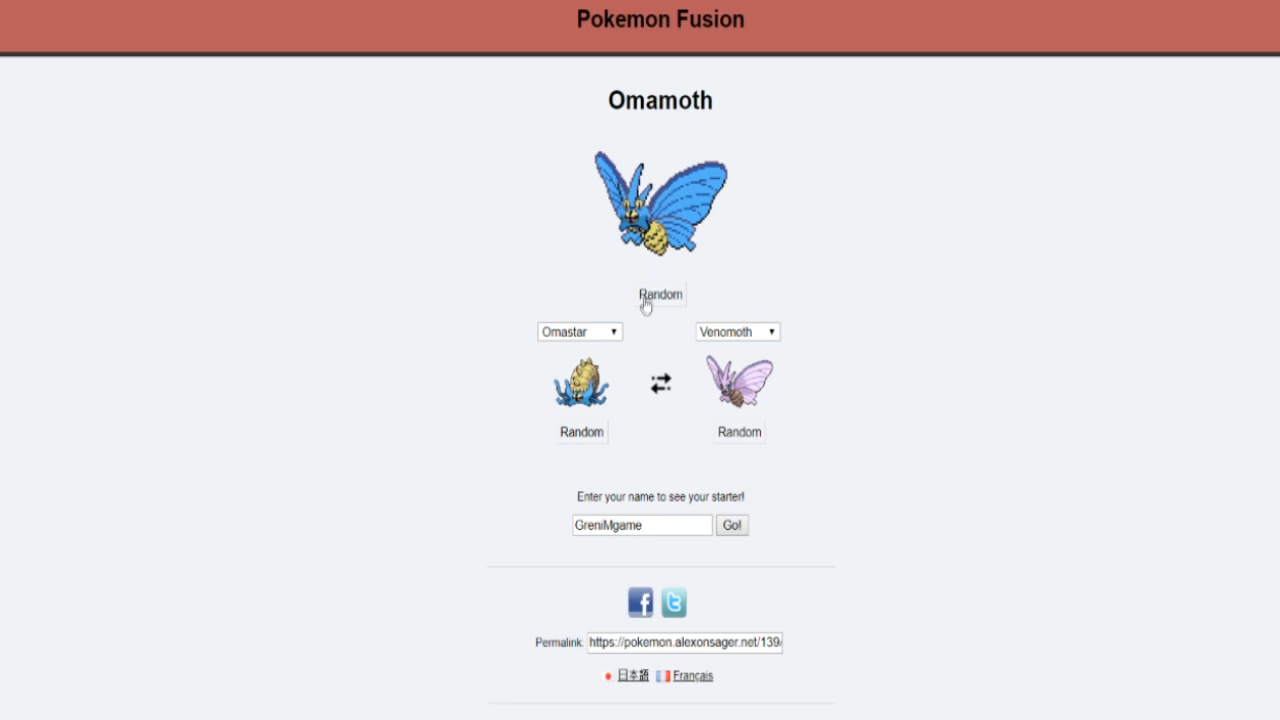 Pokemon Fusion
Omamoth
Random
Omastar
Venomoth
Random
Random
Enter your name to see your starter!
GreniMgame
Go!
Permalink: https://pokemon.alexonsager.net/139/
日本語 Français